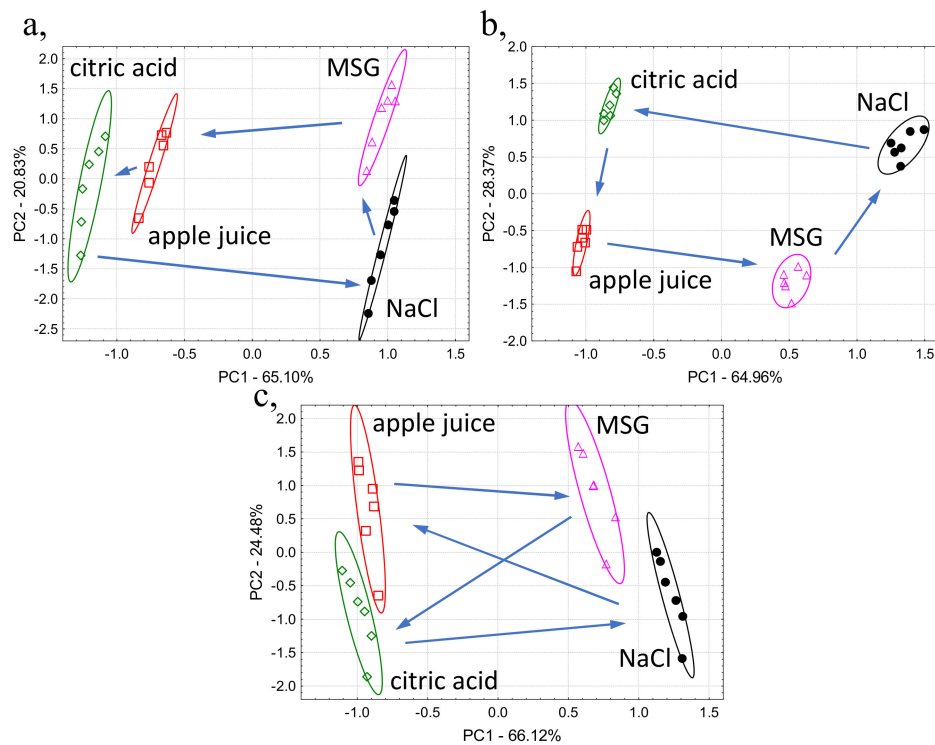 a,
2.0
1.5
1.0
0.5
0.0
-0.5
-1.0
-1.5
-2.0
-2.5
PC2 - 20.83%
citric acid
MSG
apple juice
NaCl
-1.0
-0.5
0.0
0.5
1.0
1.5
PC1 - 65.10%
b,
2.0
1.5
1.0
0.5
0.0
-0.5
-1.0
-1.5
-2.0
PC2 - 28.37%
citric acid
NaCl
MSG
apple juice
-1.0
-0.5
0.0
0.5
1.0
1.5
PC1 - 64.96%
c,
2.0
1.5
1.0
0.5
0.0
-0.5
-1.0
-1.5
-2.0
PC2 - 24.48%
apple juice
MSG
NaCl
citric acid
-1.0
-0.5
0.0
0.5
1.0
1.5
PC1 - 66.12%